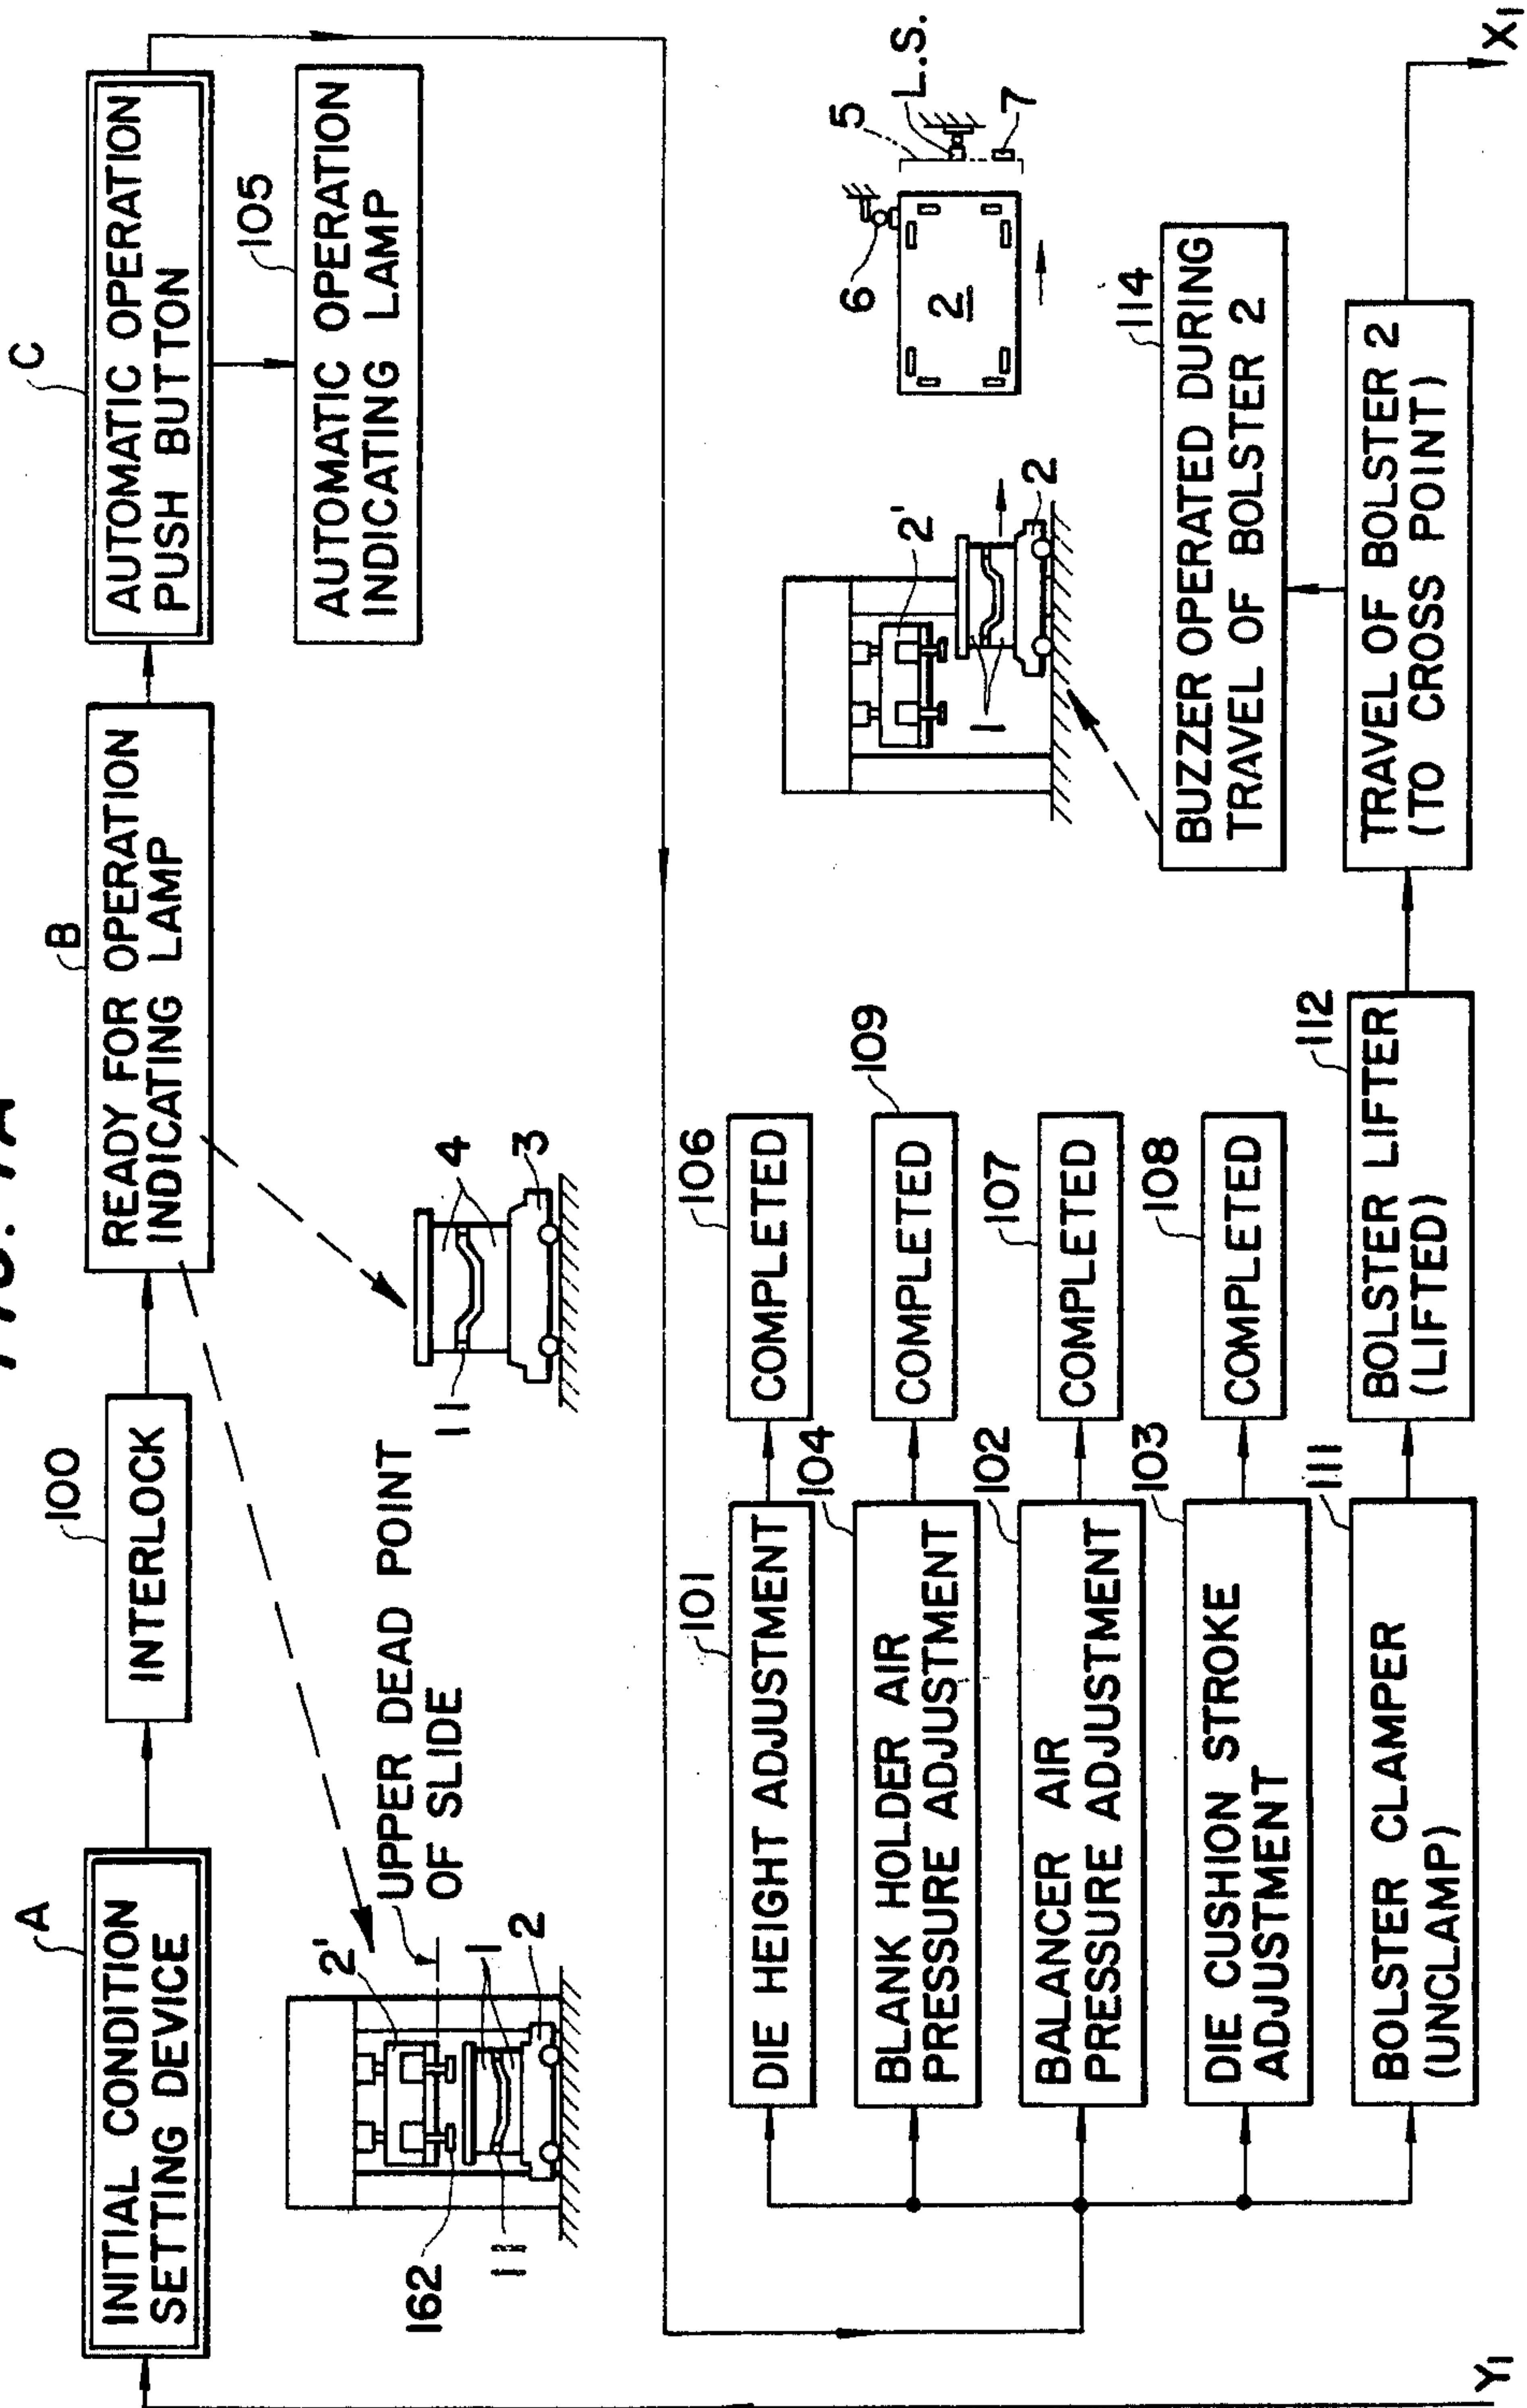 A
INITIAL CONDITION
SETTING DEVICE
100
INTERLOCK
B
READY FOR OPERATION
INDICATING LAMP
C
AUTOMATIC OPERATION
PUSH BUTTON
105
AUTOMATIC OPERATION
INDICATING LAMP
UPPER DEAD POINT
OF SLIDE
2'
1
2
162
11
4
3
11
101
DIE HEIGHT ADJUSTMENT
106
COMPLETED
104
BLANK HOLDER AIR
PRESSURE ADJUSTMENT
109
COMPLETED
102
BALANCER AIR
PRESSURE ADJUSTMENT
107
COMPLETED
103
DIE CUSHION STROKE
ADJUSTMENT
108
COMPLETED
111
BOLSTER CLAMPER
(UNCLAMP)
112
BOLSTER LIFTER
(LIFTED)
2'
1
2
6
2
5
L.S.
7
114
BUZZER OPERATED DURING
TRAVEL OF BOLSTER 2
TRAVEL OF BOLSTER 2
(TO CROSS POINT)
Y1
X1